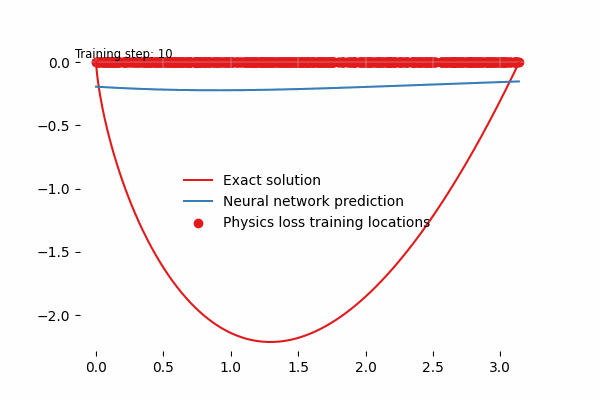 Training step: 10
0.0
−0.5
−1.0
−1.5
−2.0
Exact solution
Neural network prediction
Physics loss training locations
0.0 0.5 1.0 1.5 2.0 2.5 3.0